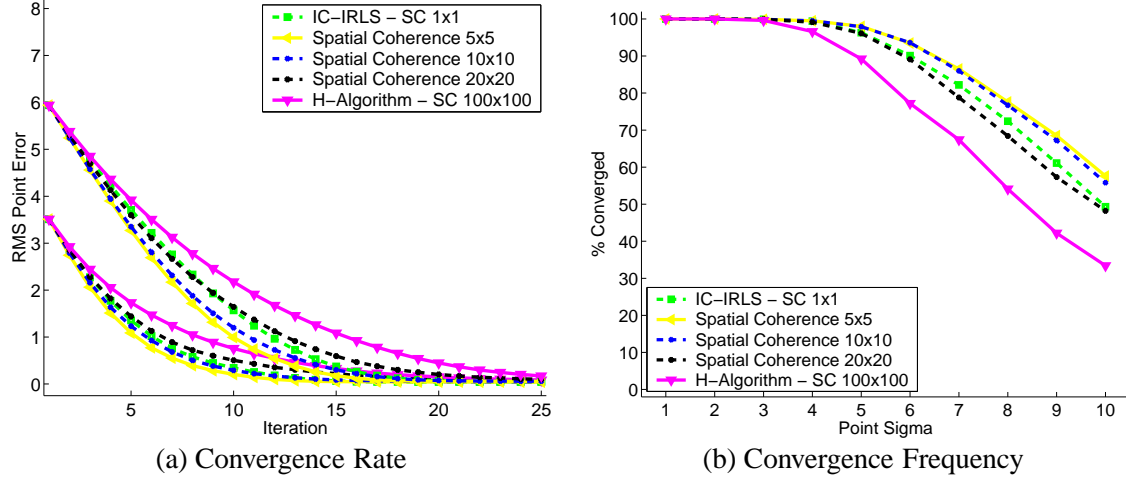 8
7
6
5
4
3
2
1
0
RMS Point Error
IC−IRLS − SC 1x1
Spatial Coherence 5x5
Spatial Coherence 10x10
Spatial Coherence 20x20
H−Algorithm − SC 100x100
5 10 15 20 25
Iteration
(a) Convergence Rate
100
90
80
70
60
50
40
30
20
10
0
% Converged
IC−IRLS − SC 1x1
Spatial Coherence 5x5
Spatial Coherence 10x10
Spatial Coherence 20x20
H−Algorithm − SC 100x100
1 2 3 4 5 6 7 8 9 10
Point Sigma
(b) Convergence Frequency